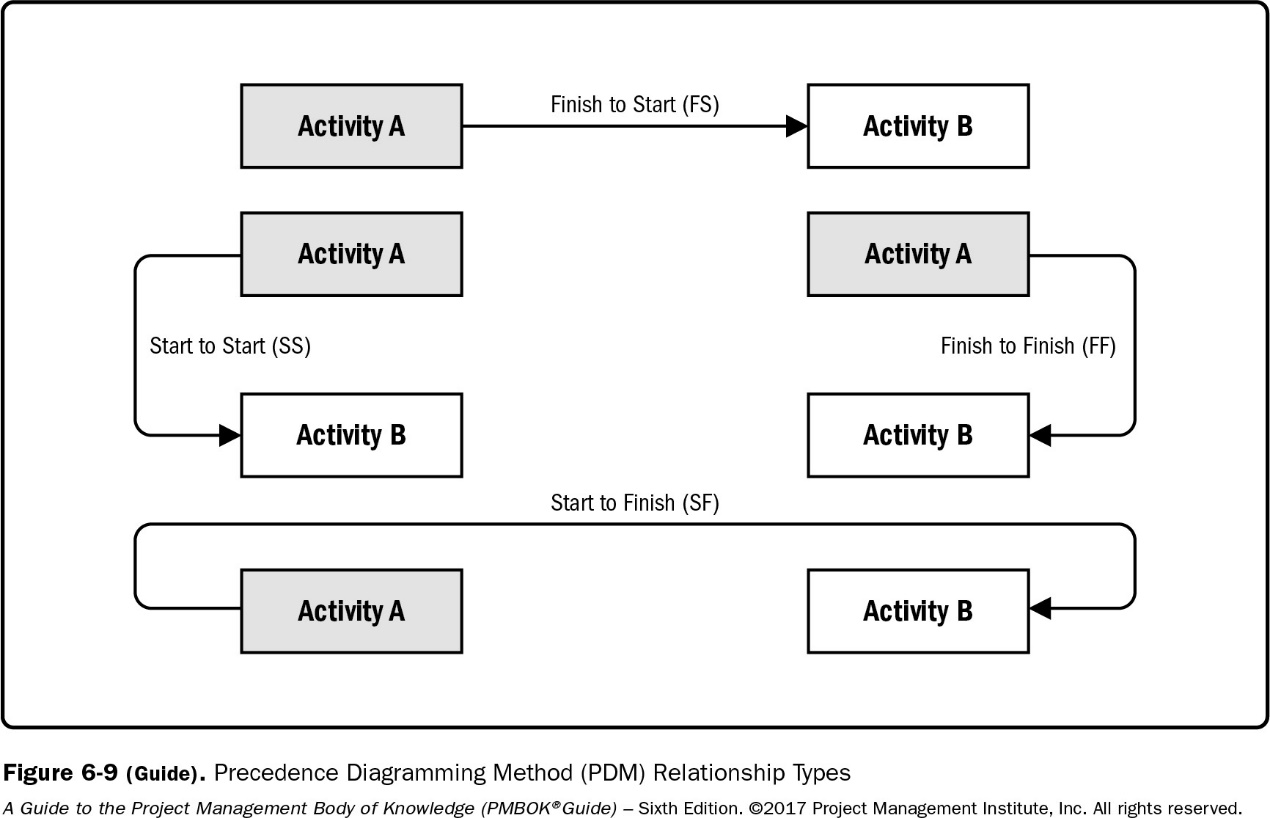 Finish to Start (FS)
Activity A
Activity B
Activity A
Activity A
Start to Start (SS)
Finish to Finish (FF)
Activity B
Activity B
Start to Finish (SF)
Activity A
Activity B
Figure 6-9 (Guide). Precedence Diagramming Method (PDM) Relationship Types
A Guide to the Project Management Body of Knowledge (PMBOK®Guide) – Sixth Edition. ©2017 Project Management Institute, Inc. All rights reserved.